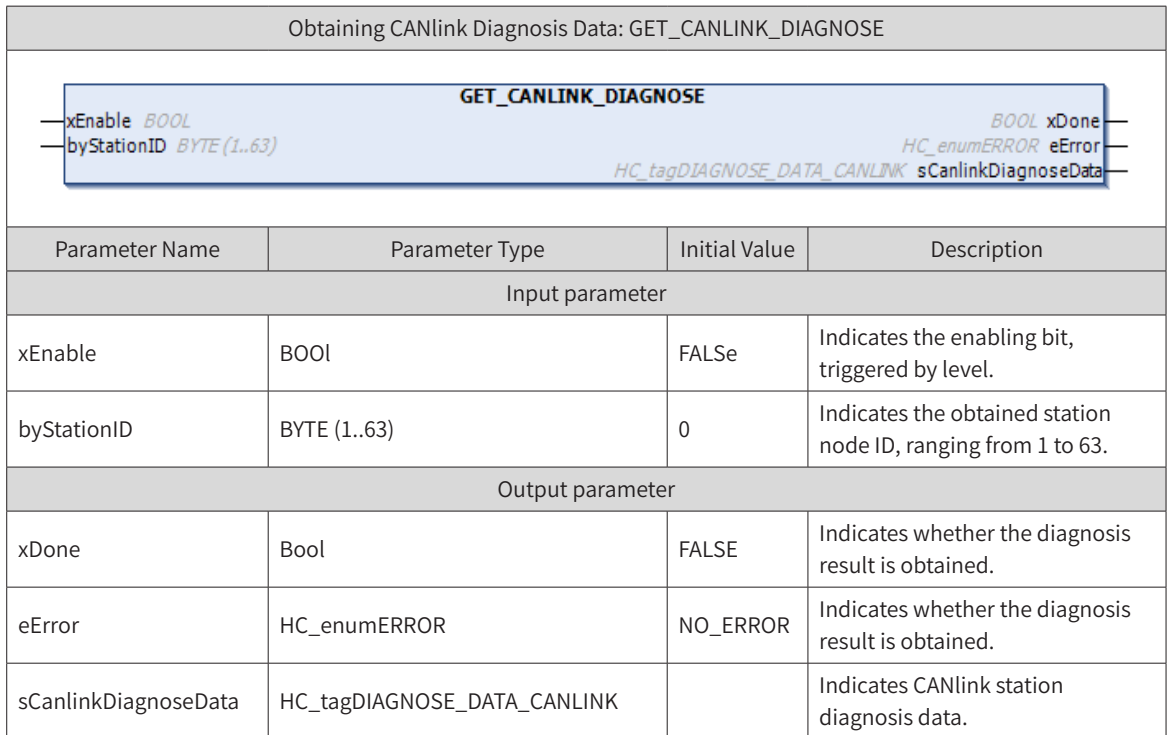 Obtaining CANlink Diagnosis Data: GET_CANLINK_DIAGNOSE
GET_CANLINK_DIAGNOSE
xEnable BOOL
BOOL xDone
byStationID BYTE (1..63)
HC_enumERROR eError
HC_tagDIAGNOSE_DATA_CANLINK sCanlinkDiagnoseData
Parameter Name Parameter Type Initial Value Description
Input parameter
xEnable BOOl FALSe Indicates the enabling bit,
triggered by level.
byStationID BYTE (1..63) 0 Indicates the obtained station
node ID, ranging from 1 to 63.
Output parameter
xDone Bool FALSE Indicates whether the diagnosis
result is obtained.
eError HC_enumERROR NO_ERROR Indicates whether the diagnosis
result is obtained.
sCanlinkDiagnoseData HC_tagDIAGNOSE_DATA_CANLINK Indicates CANlink station
diagnosis data.